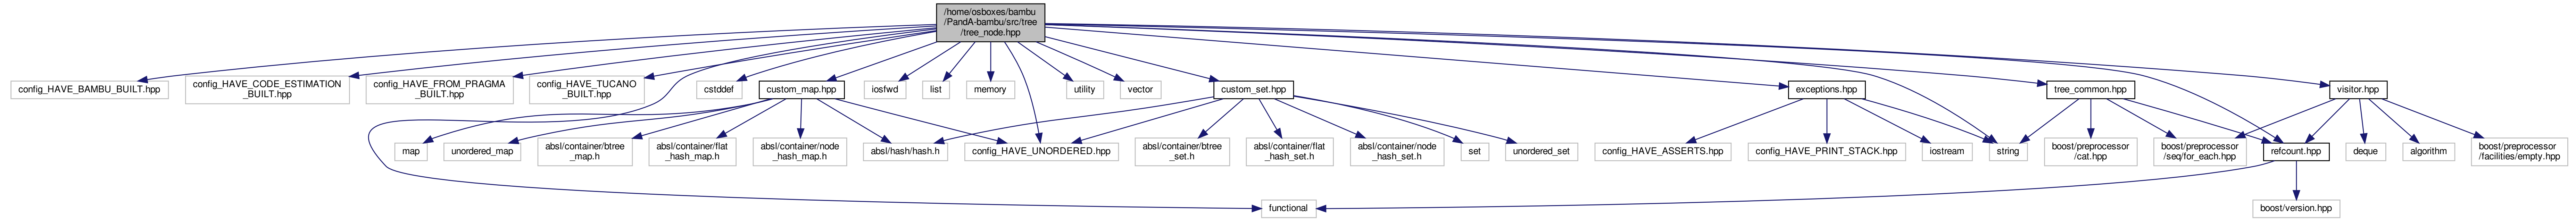 /home/osboxes/bambu
/PandA-bambu/src/tree
/tree_node.hpp
config_HAVE_BAMBU_BUILT.hpp
config_HAVE_CODE_ESTIMATION
_BUILT.hpp
config_HAVE_FROM_PRAGMA
_BUILT.hpp
config_HAVE_TUCANO
_BUILT.hpp
cstddef
custom_map.hpp
iosfwd
list
memory
utility
vector
custom_set.hpp
exceptions.hpp
tree_common.hpp
visitor.hpp
map
unordered_map
absl/container/btree
_map.h
absl/container/flat
_hash_map.h
absl/container/node
_hash_map.h
absl/hash/hash.h
config_HAVE_UNORDERED.hpp
absl/container/btree
_set.h
absl/container/flat
_hash_set.h
absl/container/node
_hash_set.h
set
unordered_set
config_HAVE_ASSERTS.hpp
config_HAVE_PRINT_STACK.hpp
iostream
string
boost/preprocessor
/cat.hpp
boost/preprocessor
/seq/for_each.hpp
refcount.hpp
deque
algorithm
boost/preprocessor
/facilities/empty.hpp
functional
boost/version.hpp